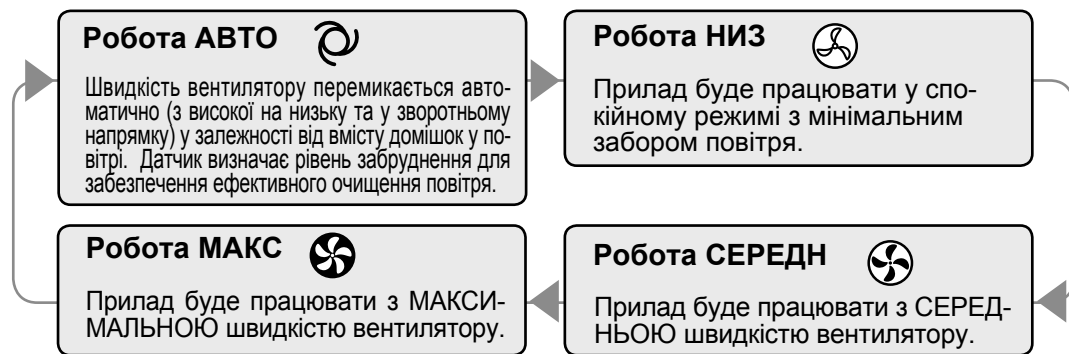 Робота АВТО
Швидкість вентилятору перемикається авто-
матично (з високої на низьку та у зворотньому
напрямку) у залежності від вмісту домішок у по-
вітрі. Датчик визначає рівень забруднення для
забезпечення ефективного очищення повітря.
Робота НИЗ
Прилад буде працювати у спо-
кійному режимі з мінімальним
забором повітря.
Робота МАКС
Прилад буде працювати з МАКСИ-
МАЛЬНОЮ швидкістю вентилятору.
Робота СЕРЕДН
Прилад буде працювати з СЕРЕД-
НЬОЮ швидкістю вентилятору.